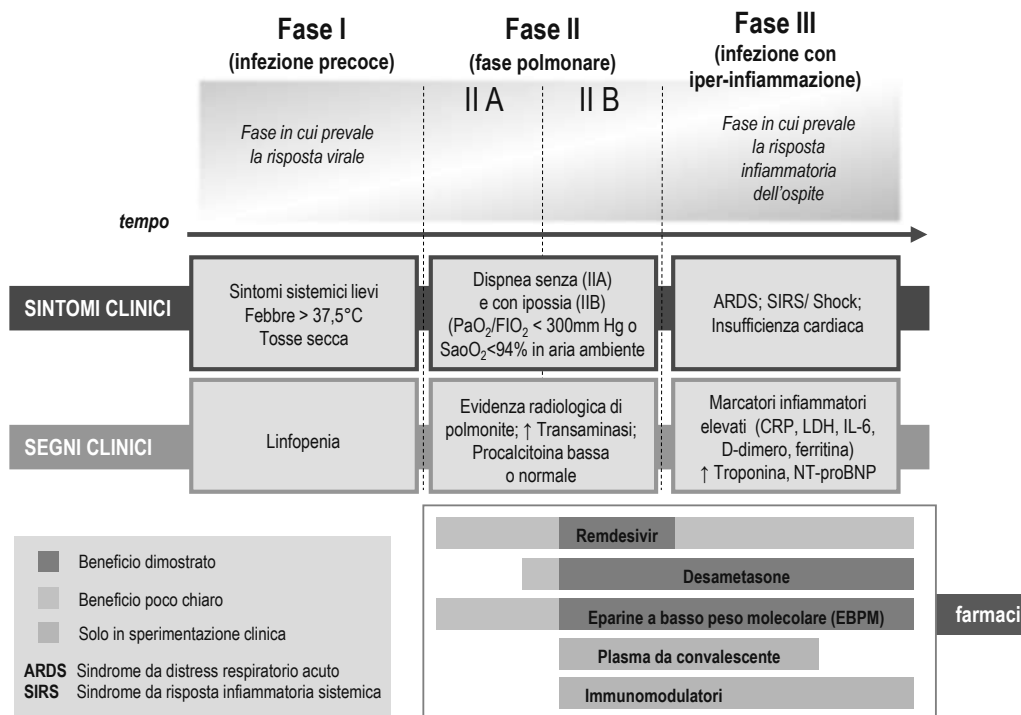 Fase I
(infezione precoce)
Fase II
(fase polmonare)
Fase III
(infezione con
iper-infiammazione)
II A
II B
Fase in cui prevale
la risposta virale
Fase in cui prevale
la risposta
infiammatoria
dell'ospite
tempo
SINTOMI CLINICI
Sintomi sistemici lievi
Febbre > 37,5°C
Tosse secca
Dispnea senza (IIA)
e con ipossia (IIB)
(PaO₂/FIO₂ < 300mm Hg o
SaoO₂<94% in aria ambiente
ARDS; SIRS/ Shock;
Insufficienza cardiaca
SEGNI CLINICI
Linfopenia
Evidenza radiologica di
polmonite; ↑ Transaminasi;
Procalcitoina bassa
o normale
Marcatori infiammatori
elevati (CRP, LDH, IL-6,
D-dimero, ferritina)
↑ Troponina, NT-proBNP
Beneficio dimostrato
Beneficio poco chiaro
Solo in sperimentazione clinica
ARDS Sindrome da distress respiratorio acuto
SIRS Sindrome da risposta infiammatoria sistemica
Remdesivir
Desametasone
Eparine a basso peso molecolare (EBPM)
Plasma da convalescente
Immunomodulatori
farmaci